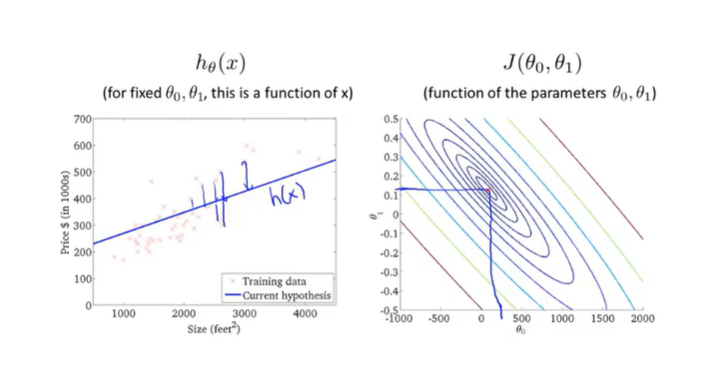 hθ(x)
(for fixed θ0, θ1, this is a function of x)
700
600
500
400
300
200
100
0
Price $ (in 1000s)
1000
2000
3000
4000
Size (feet²)
h(x)
Training data
Current hypothesis
J(θ0, θ1)
(function of the parameters θ0, θ1)
0.5
0.4
0.3
0.2
0.1
0
-0.1
-0.2
-0.3
-0.4
-0.5
θ1
-1000
-500
0
500
1000
1500
2000
θ0